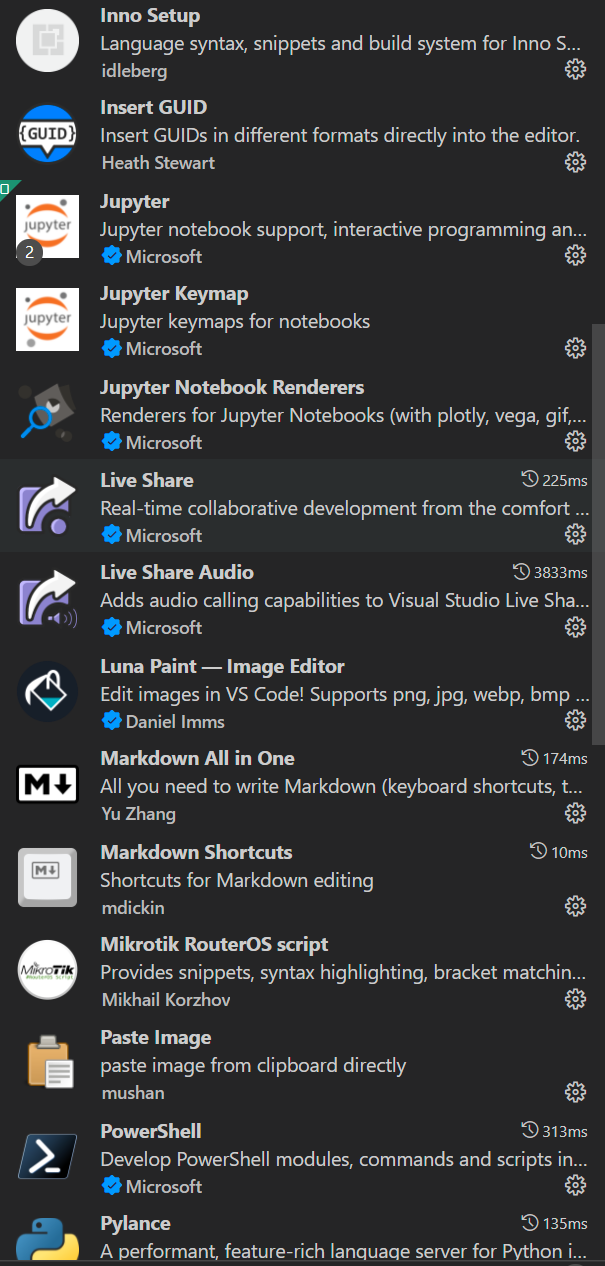 Inno Setup
Language syntax, snippets and build system for Inno S...
idleberg
{GUID}
Insert GUID
Insert GUIDs in different formats directly into the editor.
Heath Stewart
jupyter
2
Jupyter
Jupyter notebook support, interactive programming an...
Microsoft
jupyter
Jupyter Keymap
Jupyter keymaps for notebooks
Microsoft
Jupyter Notebook Renderers
Renderers for Jupyter Notebooks (with plotly, vega, gif,...
Microsoft
Live Share 225ms
Real-time collaborative development from the comfort ...
Microsoft
Live Share Audio 3833ms
Adds audio calling capabilities to Visual Studio Live Sha...
Microsoft
Luna Paint — Image Editor
Edit images in VS Code! Supports png, jpg, webp, bmp ...
Daniel Imms
M
Markdown All in One 174ms
All you need to write Markdown (keyboard shortcuts, t...
Yu Zhang
M
Markdown Shortcuts 10ms
Shortcuts for Markdown editing
mdickin
MikroTik
Mikrotik RouterOS script
Provides snippets, syntax highlighting, bracket matchin...
Mikhail Korzhov
Paste Image
paste image from clipboard directly
mushan
PowerShell 313ms
Develop PowerShell modules, commands and scripts in...
Microsoft
Pylance 135ms
A performant, feature-rich language server for Python i...